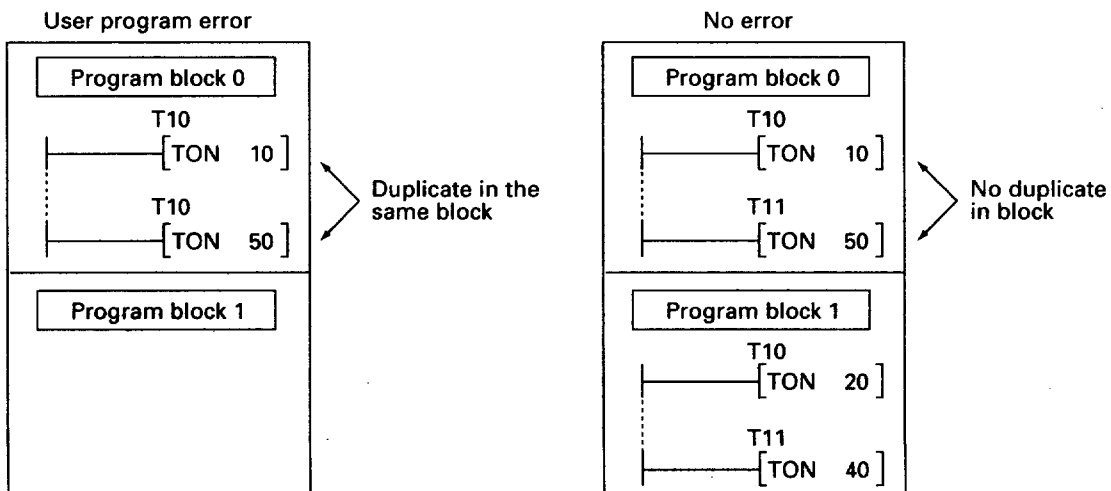 User program error
Program block 0
T10
[TON 10]
T10
[TON 50]
Duplicate in the
same block
Program block 1
No error
Program block 0
T10
[TON 10]
T11
[TON 50]
No duplicate
in block
Program block 1
T10
[TON 20]
T11
[TON 40]